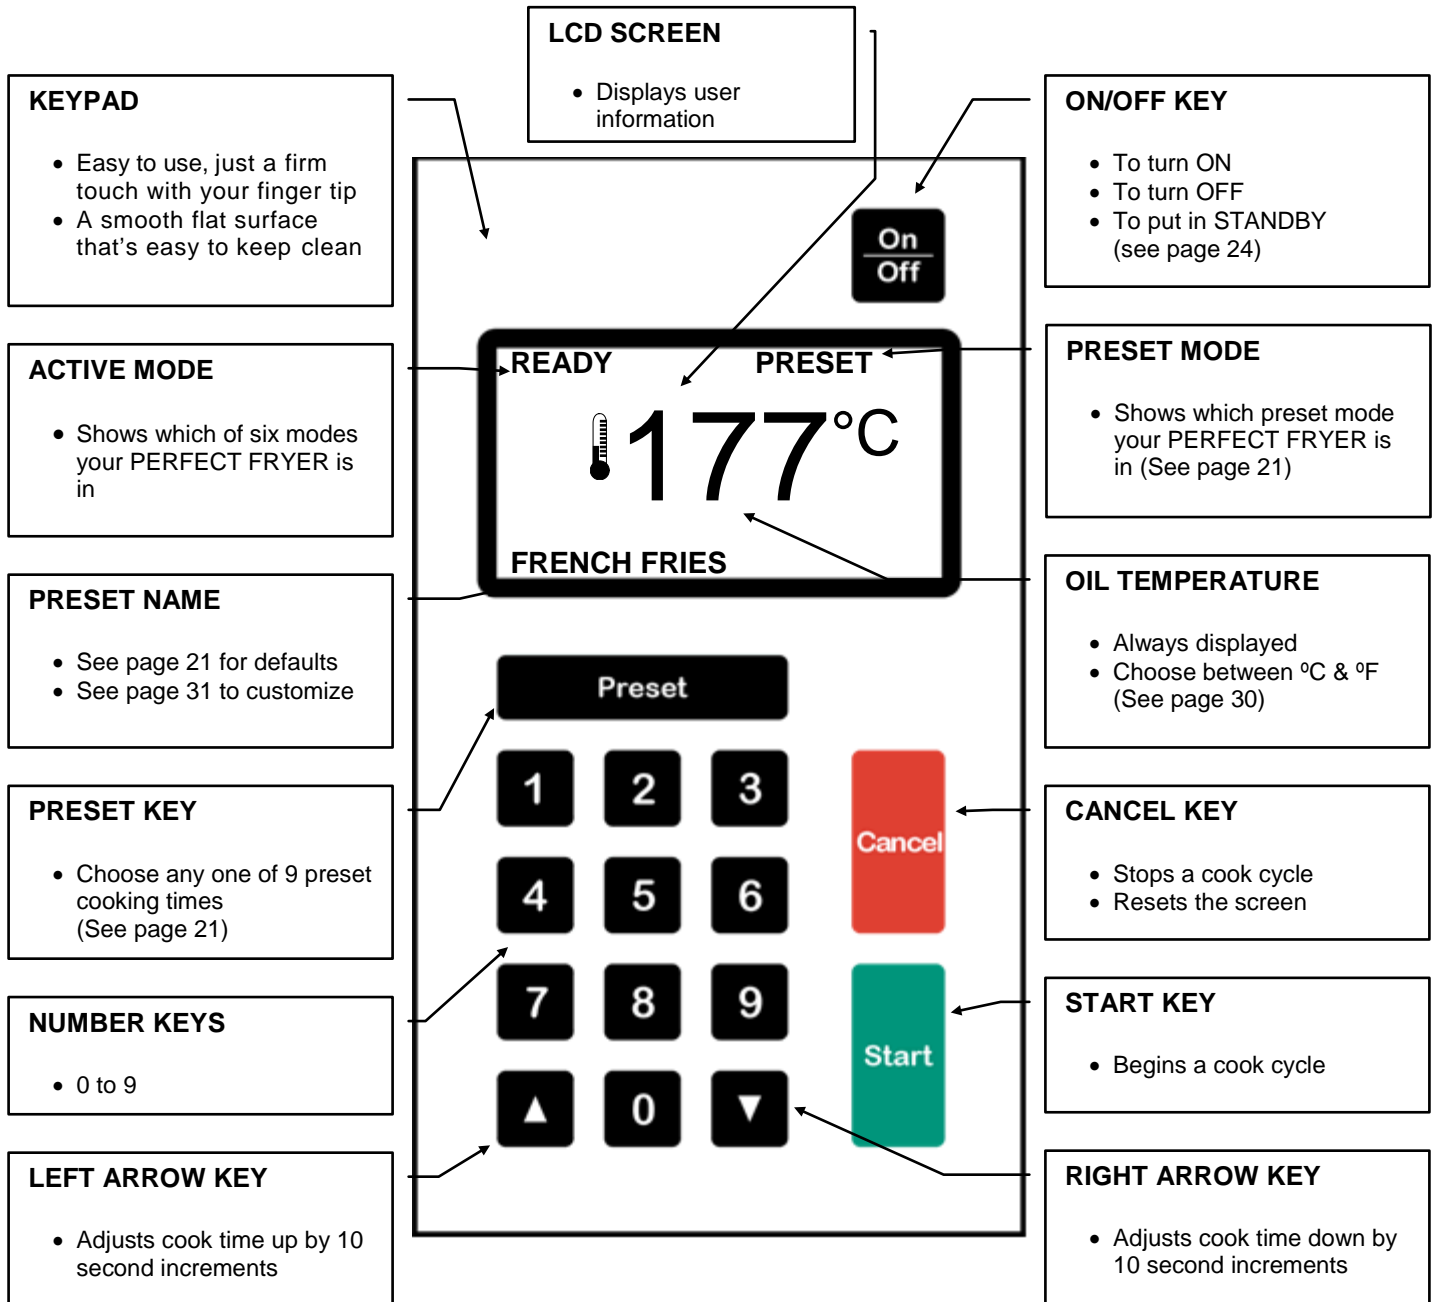 LCD SCREEN
• Displays user
information
KEYPAD
• Easy to use, just a firm
touch with your finger tip
• A smooth flat surface
that's easy to keep clean
ON/OFF KEY
• To turn ON
• To turn OFF
• To put in STANDBY
(see page 24)
On
Off
ACTIVE MODE
• Shows which of six modes
your PERFECT FRYER is
in
READY PRESET
177°C
FRENCH FRIES
PRESET MODE
• Shows which preset mode
your PERFECT FRYER is
in (See page 21)
PRESET NAME
• See page 21 for defaults
• See page 31 to customize
OIL TEMPERATURE
• Always displayed
• Choose between ºC & ºF
(See page 30)
Preset
PRESET KEY
• Choose any one of 9 preset
cooking times
(See page 21)
1 2 3
4 5 6
7 8 9
▲ 0 ▼
Cancel
Start
CANCEL KEY
• Stops a cook cycle
• Resets the screen
NUMBER KEYS
• 0 to 9
START KEY
• Begins a cook cycle
LEFT ARROW KEY
• Adjusts cook time up by 10
second increments
RIGHT ARROW KEY
• Adjusts cook time down by
10 second increments